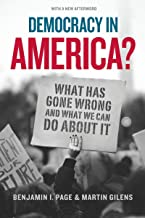 WITH A NEW AFTERWORD
DEMOCRACY IN
AMERICA?
WHAT HAS
GONE WRONG
AND WHAT WE CAN
DO ABOUT IT
BENJAMIN I. PAGE & MARTIN GILENS